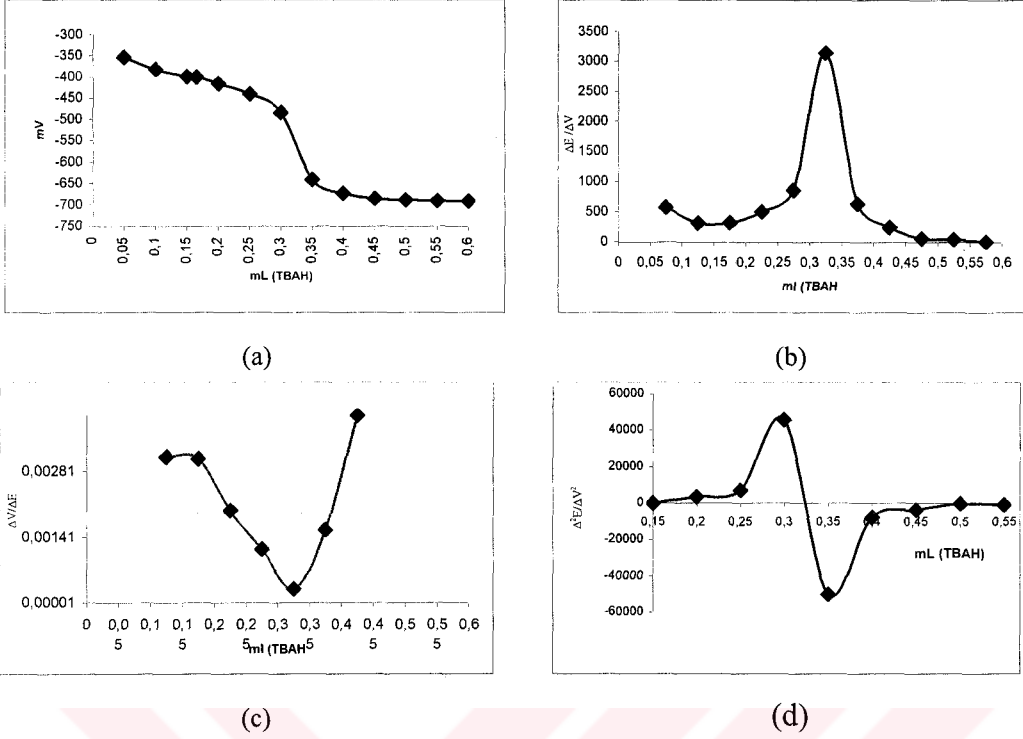 -300
-350
-400
-450
-500
-550
-600
-650
-700
-750
mV
0 0,05 0,1 0,15 0,2 0,25 0,3 0,35 0,4 0,45 0,5 0,55 0,6
mL (TBAH)
(a)
3500
3000
2500
2000
1500
1000
500
0
ΔE /ΔV
0 0,05 0,1 0,15 0,2 0,25 0,3 0,35 0,4 0,45 0,5 0,55 0,6
ml (TBAH
(b)
0,00281
0,00141
0,00001
ΔV/ΔE
0 0,0 0,1 0,1 0,2 0,2 0,3 0,3 0,4 0,4 0,5 0,5 0,6
5 5 5 5 5 5
ml (TBAH
(c)
60000
40000
20000
0
-20000
-40000
-60000
Δ²E/ΔV²
0,15 0,2 0,25 0,3 0,35 0,4 0,45 0,5 0,55
mL (TBAH)
(d)